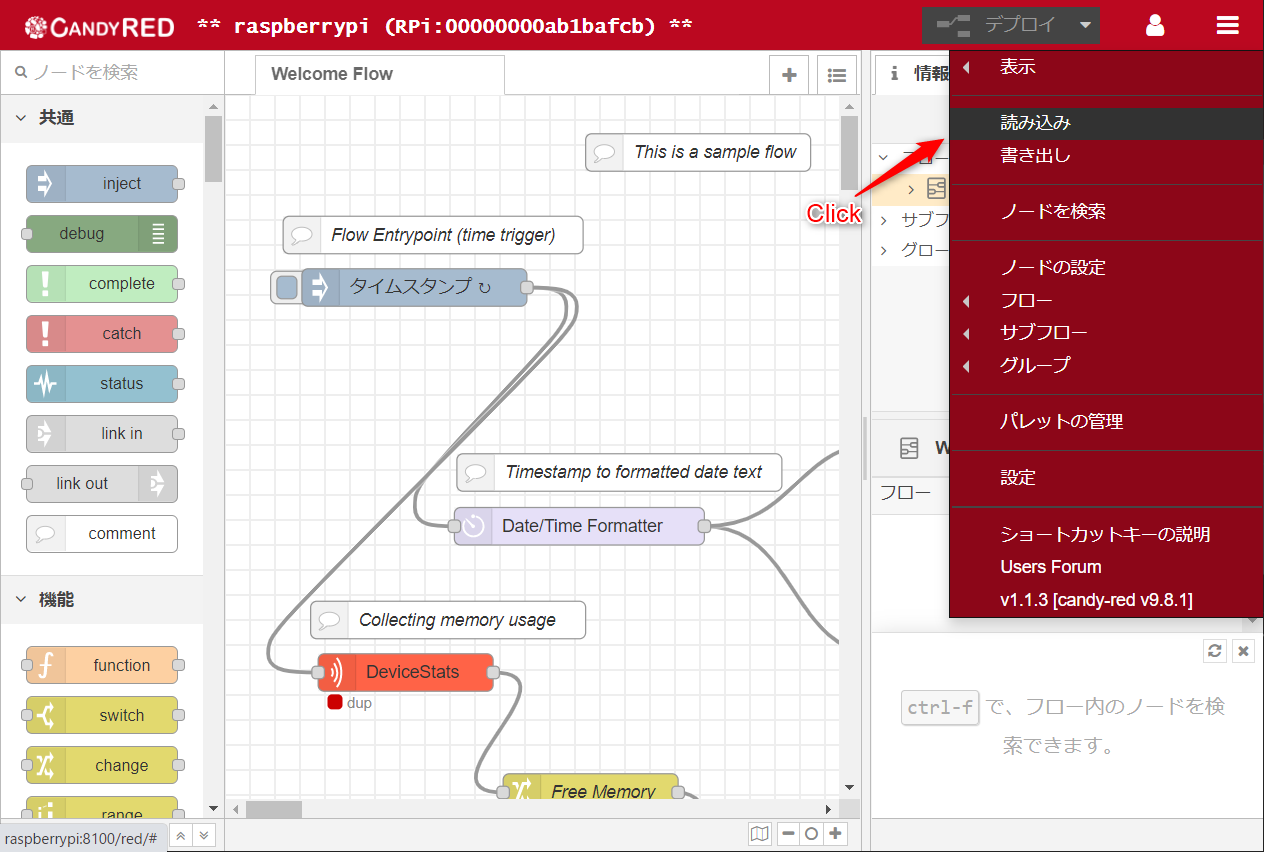 CANDYRED ** raspberrypi (RPi:00000000ab1bafcb) ** デプロイ
ノードを検索
共通
inject
debug
complete
catch
status
link in
link out
comment
機能
function
switch
change
range
raspberrypi:8100/red/#
Welcome Flow
This is a sample flow
Flow Entrypoint (time trigger)
タイムスタンプ ↻
Timestamp to formatted date text
Date/Time Formatter
Collecting memory usage
DeviceStats
dup
Free Memory
Click
情報
フロー
サブフ
グロー
W
フロー
ctrl-f で、フロー内のノードを検
索できます。
表示
読み込み
書き出し
ノードを検索
ノードの設定
フロー
サブフロー
グループ
パレットの管理
設定
ショートカットキーの説明
Users Forum
v1.1.3 [candy-red v9.8.1]